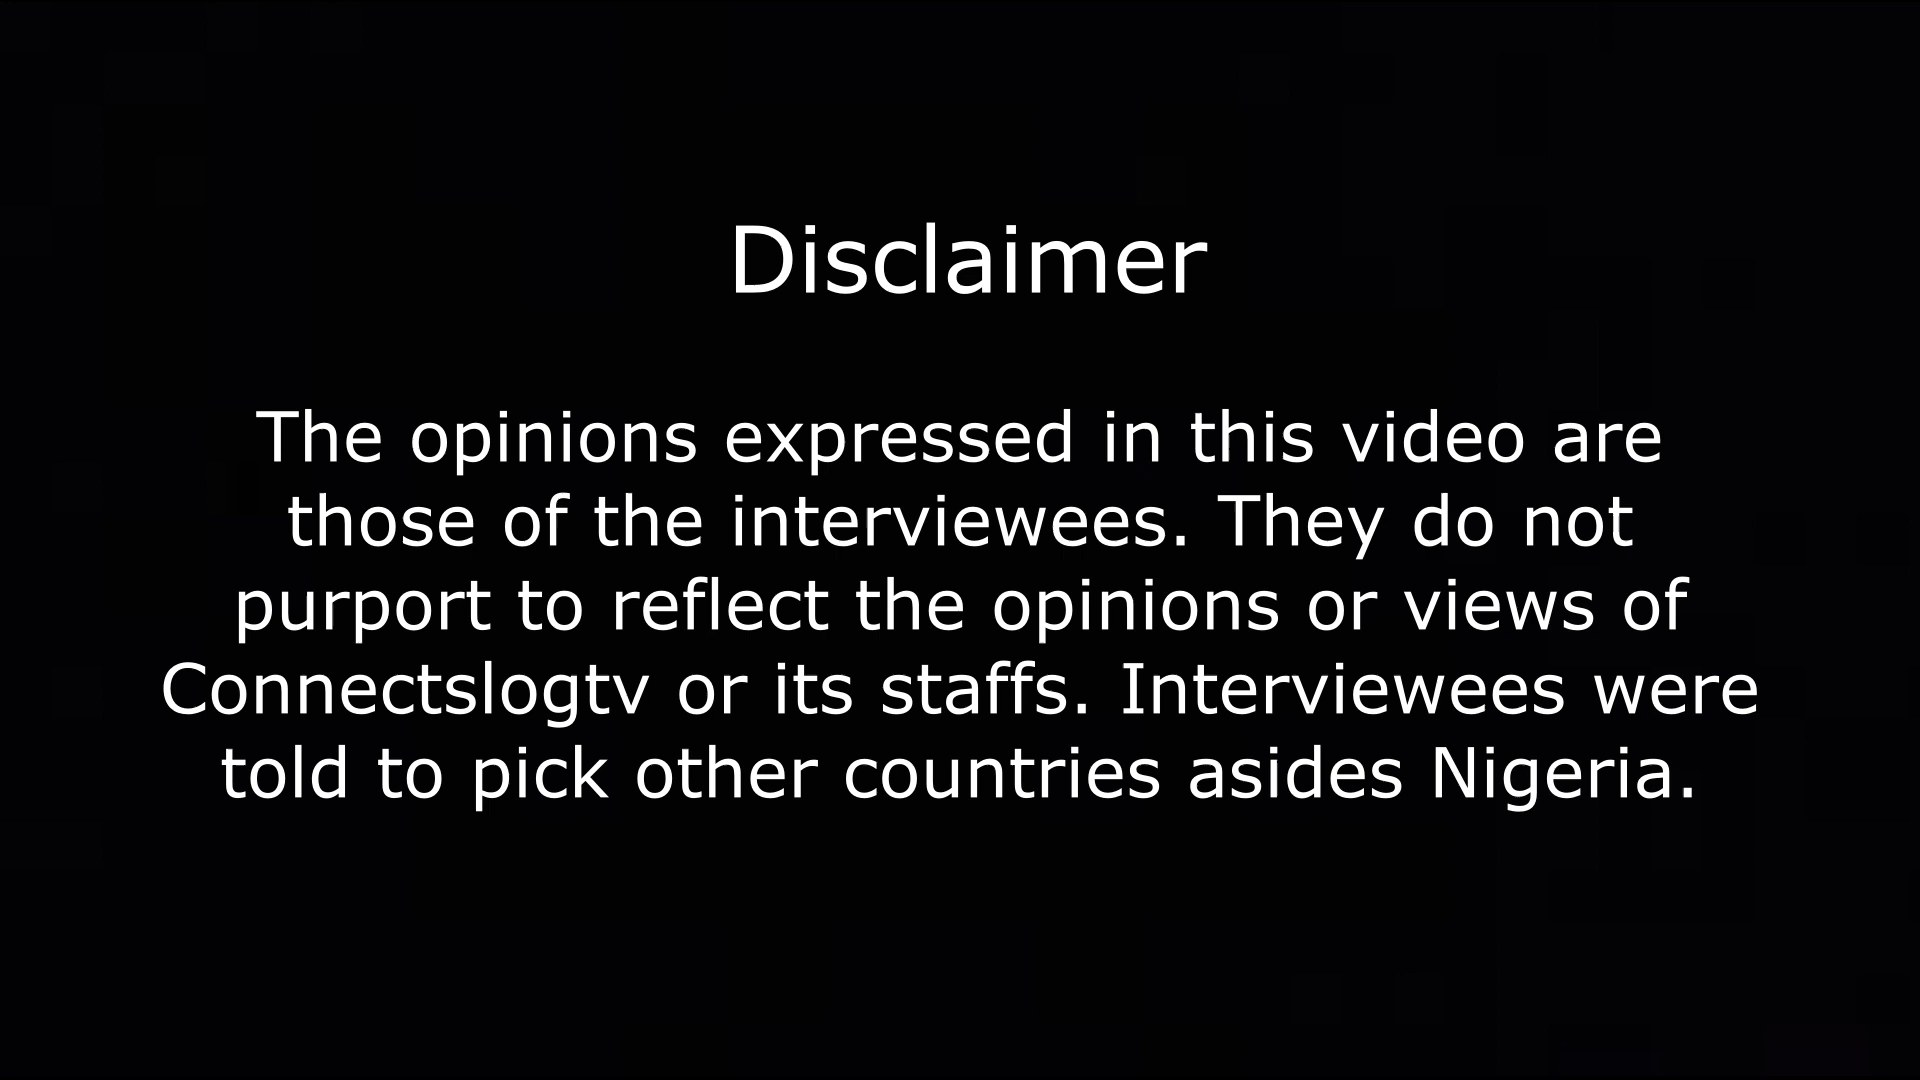 Disclaimer
The opinions expressed in this video are
those of the interviewees. They do not
purport to reflect the opinions or views of
Connectslogtv or its staffs. Interviewees were
told to pick other countries asides Nigeria.